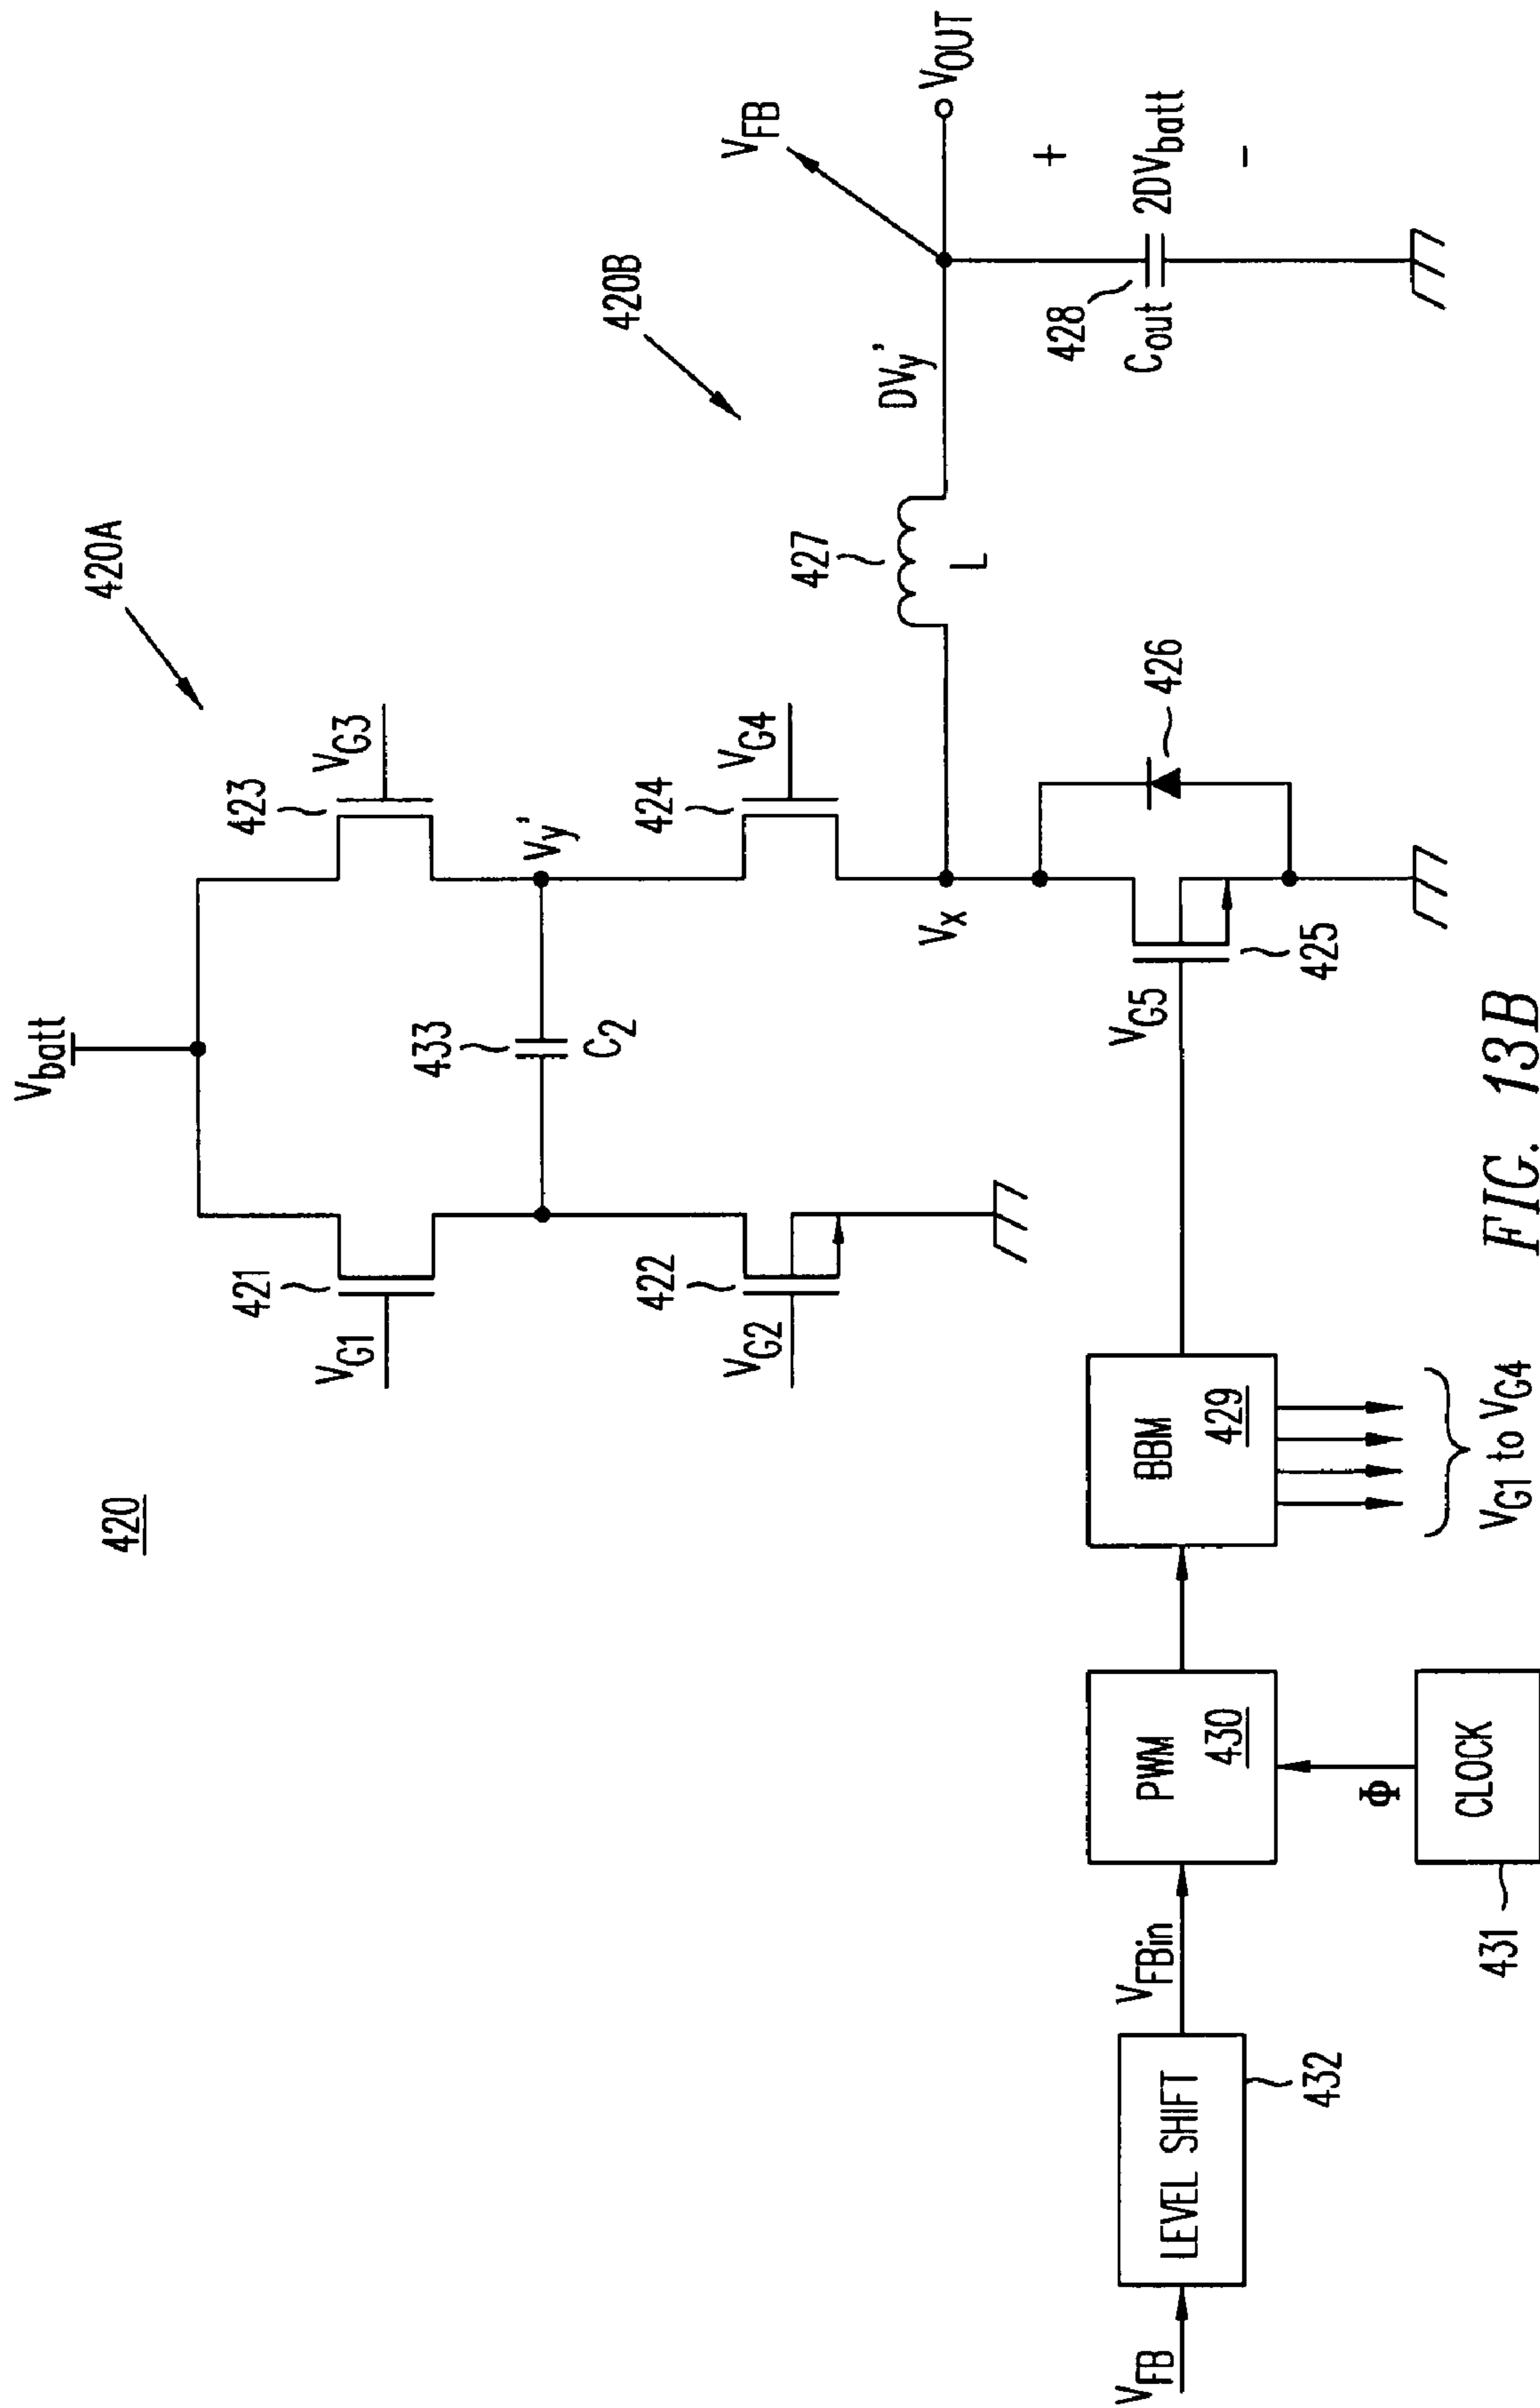 420
V_batt
420A
V_G1
421
423
V_G3
433
C_2
V_y'
V_G2
422
424
V_G4
420B
V_x
427
L
DV_y'
V_FB
V_OUT
V_FB
LEVEL SHIFT
432
V_FBin
PWM
430
Φ
CLOCK
431
BBM
429
V_G1 to V_G4
V_G5
425
426
428
C_out
+
2DV_batt
-
FIG. 13B